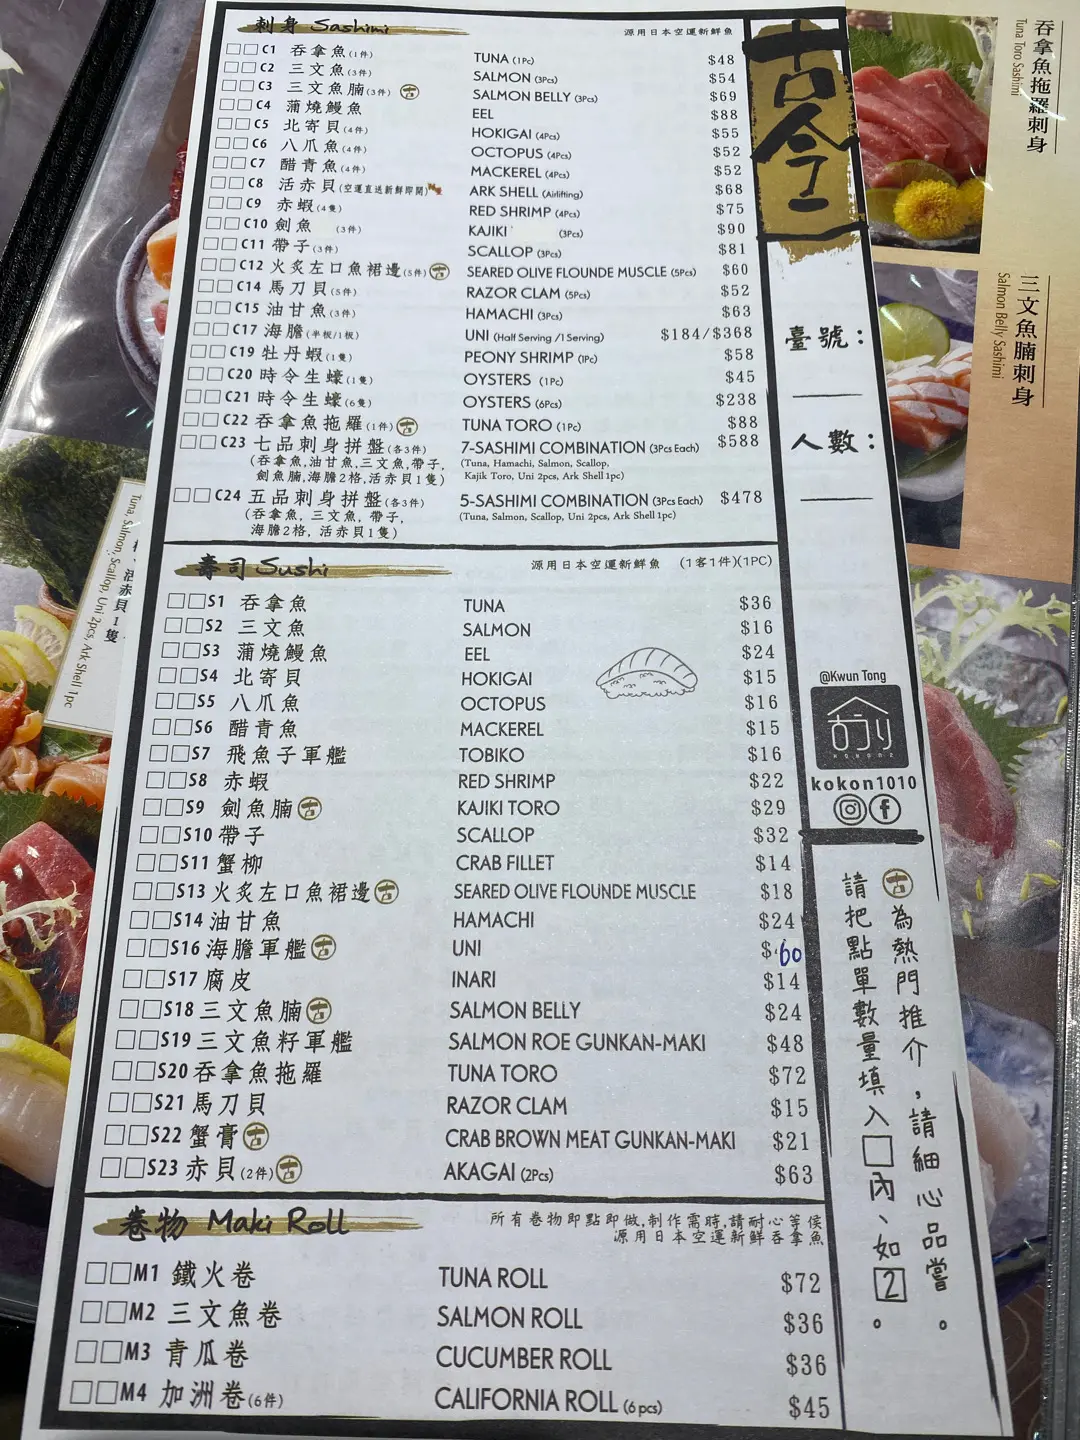 刺身 Sashimi 源用日本空運新鮮魚
C1 吞拿魚(1件) TUNA (1Pc) $48
C2 三文魚(3件) SALMON (3Pcs) $54
C3 三文魚腩(3件) 古 SALMON BELLY (3Pcs) $69
C4 蒲燒鰻魚 EEL $88
C5 北寄貝(4件) HOKIGAI (4Pcs) $55
C6 八爪魚(4件) OCTOPUS (4Pcs) $52
C7 醋青魚(4件) MACKEREL (4Pcs) $52
C8 活赤貝(空運直送新鮮即開) ARK SHELL (Airlifting) $68
C9 赤蝦(4隻) RED SHRIMP (4Pcs) $75
C10 劍魚 (3件) KAJIKI (3Pcs) $90
C11 帶子(3件) SCALLOP (3Pcs) $81
C12 火炙左口魚裙邊(5件) 古 SEARED OLIVE FLOUNDE MUSCLE (5Pcs) $60
C14 馬刀貝(5件) RAZOR CLAM (5Pcs) $52
C15 油甘魚(3件) HAMACHI (3Pcs) $63
C17 海膽(半板/1板) UNI (Half Serving /1 Serving) $184/$368
C19 牡丹蝦(1隻) PEONY SHRIMP (1Pc) $58
C20 時令生蠔(1隻) OYSTERS (1Pc) $45
C21 時令生蠔(6隻) OYSTERS (6Pcs) $238
C22 吞拿魚拖羅(1件) 古 TUNA TORO (1Pc) $88
C23 七品刺身拼盤(各3件) 7-SASHIMI COMBINATION (3Pcs Each) $588
(吞拿魚,油甘魚,三文魚,帶子, (Tuna, Hamachi, Salmon, Scallop,
劍魚腩,海膽2格,活赤貝1隻) Kajik Toro, Uni 2pcs, Ark Shell 1pc)
C24 五品刺身拼盤(各3件) 5-SASHIMI COMBINATION (3Pcs Each) $478
(吞拿魚, 三文魚, 帶子, (Tuna, Salmon, Scallop, Uni 2pcs, Ark Shell 1pc)
海膽2格, 活赤貝1隻)
壽司 Sushi 源用日本空運新鮮魚 (1客1件)(1PC)
S1 吞拿魚 TUNA $36
S2 三文魚 SALMON $16
S3 蒲燒鰻魚 EEL $24
S4 北寄貝 HOKIGAI $15
S5 八爪魚 OCTOPUS $16
S6 醋青魚 MACKEREL $15
S7 飛魚子軍艦 TOBIKO $16
S8 赤蝦 RED SHRIMP $22
S9 劍魚腩 古 KAJIKI TORO $29
S10 帶子 SCALLOP $32
S11 蟹柳 CRAB FILLET $14
S13 火炙左口魚裙邊 古 SEARED OLIVE FLOUNDE MUSCLE $18
S14 油甘魚 HAMACHI $24
S16 海膽軍艦 古 UNI $60
S17 腐皮 INARI $14
S18 三文魚腩 古 SALMON BELLY $24
S19 三文魚籽軍艦 SALMON ROE GUNKAN-MAKI $48
S20 吞拿魚拖羅 TUNA TORO $72
S21 馬刀貝 RAZOR CLAM $15
S22 蟹膏 古 CRAB BROWN MEAT GUNKAN-MAKI $21
S23 赤貝(2件) 古 AKAGAI (2Pcs) $63
卷物 Maki Roll 所有卷物即點即做,制作需時,請耐心等侯
源用日本空運新鮮吞拿魚
M1 鐵火卷 TUNA ROLL $72
M2 三文魚卷 SALMON ROLL $36
M3 青瓜卷 CUCUMBER ROLL $36
M4 加洲卷(6件) CALIFORNIA ROLL (6 pcs) $45
古今
臺號:
人數:
@Kwun Tong
kokon1010
古 為熱門推介,請細心品嘗。
請把點單數量填入□內、如2。
吞拿魚拖羅刺身
Tuna Toro Sashimi
三文魚腩刺身
Salmon Belly Sashimi
活赤貝1隻
Tuna, Salmon, Scallop, Uni 2pcs, Ark Shell 1pc